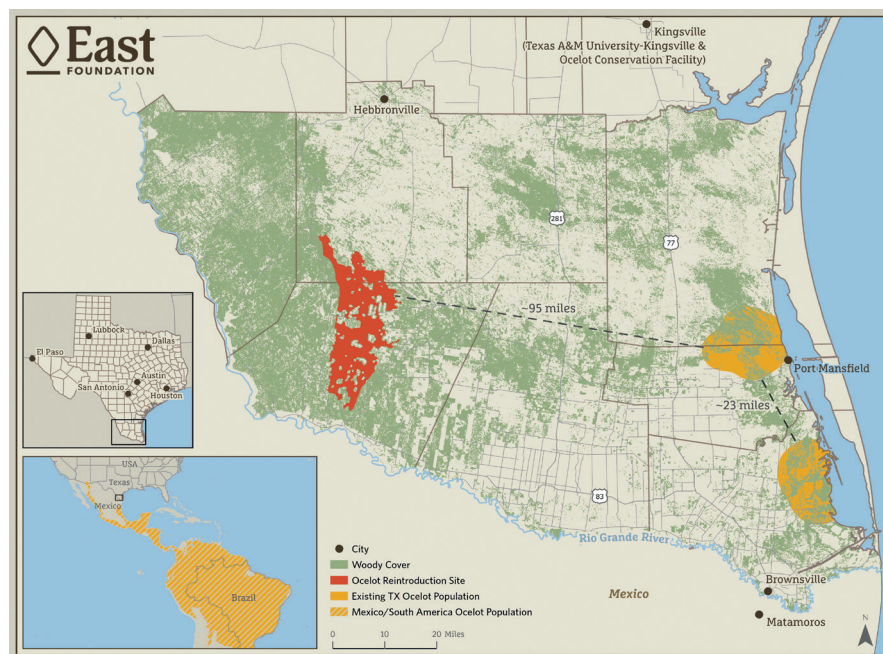 East
FOUNDATION
Kingsville
(Texas A&M University-Kingsville &
Ocelot Conservation Facility)
Hebbronville
281
77
~95 miles
Port Mansfield
~23 miles
83
Rio Grande River
Brownsville
Matamoros
Mexico
N
Lubbock
Dallas
El Paso
Austin
San Antonio
Houston
USA
Texas
Mexico
Brazil
City
Woody Cover
Ocelot Reintroduction Site
Existing TX Ocelot Population
Mexico/South America Ocelot Population
0 10 20 Miles